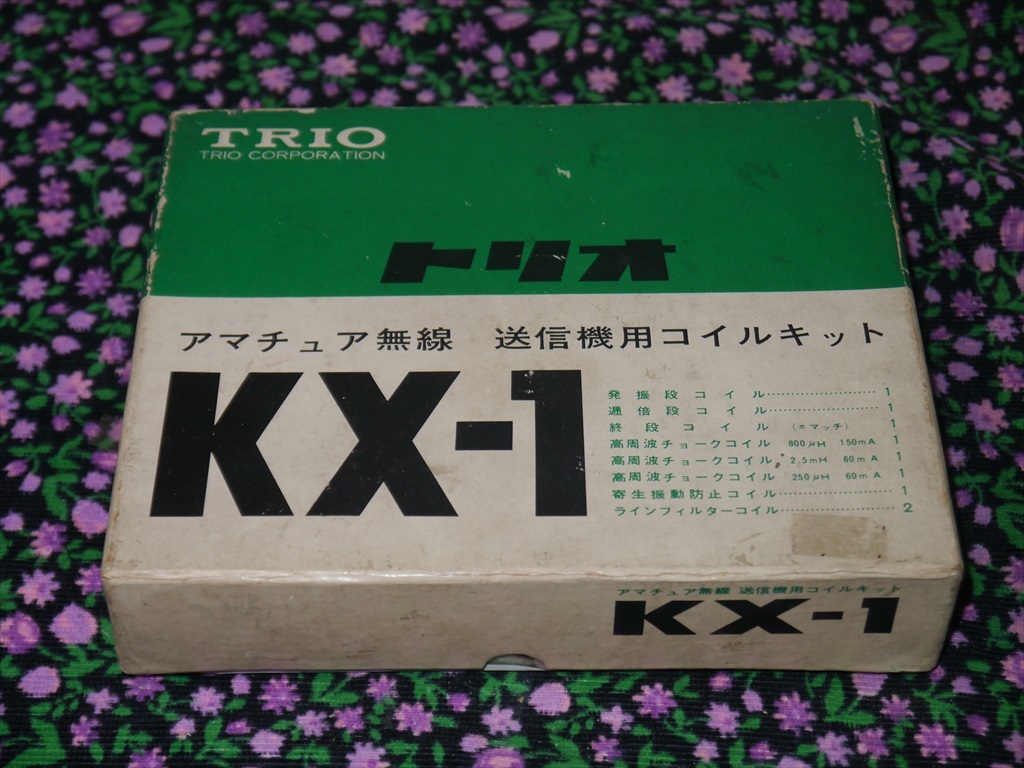 TRIO
TRIO CORPORATION
トリオ
アマチュア無線 送信機用コイルキット
KX-1
発振段コイル 1
逓倍段コイル 1
終段コイル (πマッチ) 1
高周波チョークコイル 800μH 150mA 1
高周波チョークコイル 2.5mH 60mA 1
高周波チョークコイル 250μH 60mA 1
寄生振動防止コイル 1
ラインフィルターコイル 2
アマチュア無線 送信機用コイルキット
KX-1